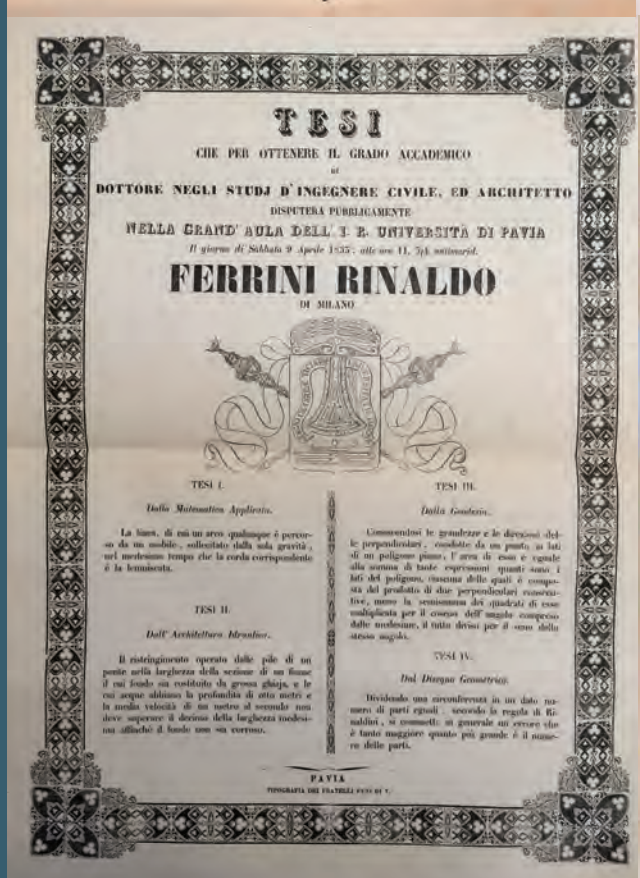 TESI
CHE PER OTTENERE IL GRADO ACCADEMICO
DI
DOTTORE NEGLI STUDJ D'INGEGNERE CIVILE, ED ARCHITETTO
DISPUTERÀ PUBBLICAMENTE
NELLA GRAND' AULA DELL' I. R. UNIVERSITÀ DI PAVIA
Il giorno di Sabbato 9 Aprile alle ore 11
FERRINI RINALDO
DI MILANO
TESI I.
Dalla Matematica Applicata.
La linea, di cui un arco qualunque è percor-
so da un mobile, sollecitato dalla sola gravità,
nel medesimo tempo che la corda corrispondente
è la lemniscata.
TESI II.
Dall' Architettura Idraulica.
Il ristringimento operato dalle pile di un
ponte nella larghezza della sezione di un fiume
il cui fondo sia costituito da grossa ghiaja, e le
cui acque abbiano la profondità di otto metri e
la media velocità di un metro al secondo non
deve superare il decimo della larghezza medesi-
ma affinchè il fondo non sia corroso.
TESI III.
Dalla Geodesia.
Conoscendosi le grandezze e le direzioni del-
le perpendicolari, condotte da un punto ai lati
di un poligono piano, l'area di esso è eguale
alla somma di tante espressioni quanti sono i
lati del poligono, ciascuna delle quali è compo-
sta del prodotto di due perpendicolari consecu-
tive, meno la semisomma dei quadrati di esse
moltiplicata per il coseno dell'angolo compreso
dalle medesime, il tutto diviso per il seno dello
stesso angolo.
TESI IV.
Dal Disegno Geometrico.
Dividendo una circonferenza in un dato nu-
mero di parti eguali, secondo la regola di Ri-
naldini, si commette in generale un errore che
è tanto maggiore quanto più grande è il nume-
ro delle parti.
PAVIA
TIPOGRAFIA DEI FRATELLI FUSI